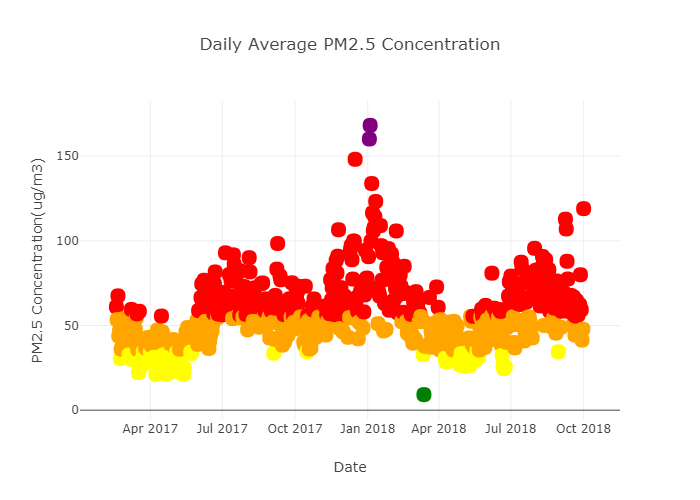 Daily Average PM2.5 Concentration
PM2.5 Concentration(ug/m3)
150
100
50
0
Apr 2017 Jul 2017 Oct 2017 Jan 2018 Apr 2018 Jul 2018 Oct 2018
Date